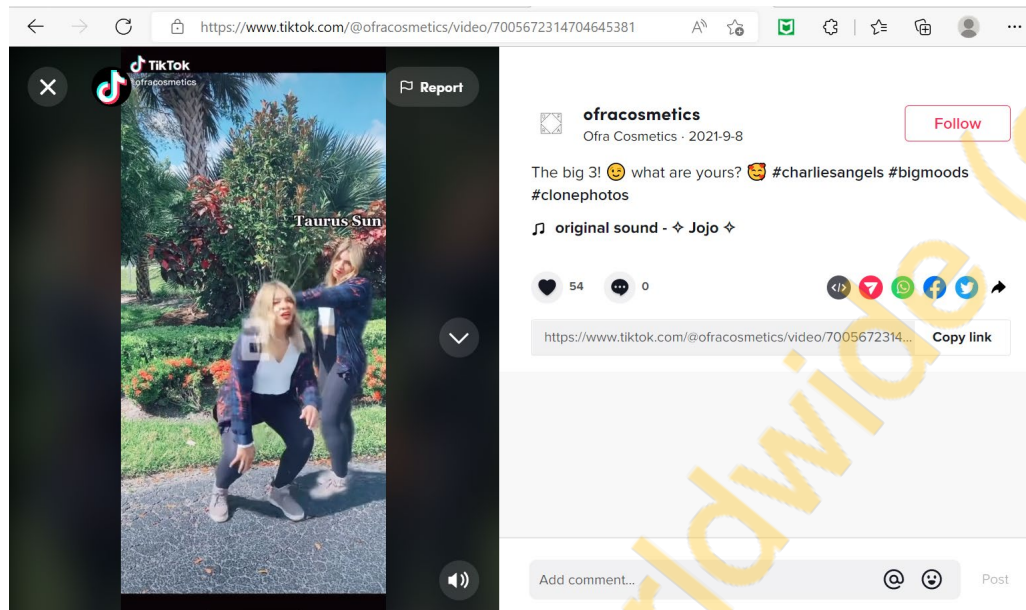 https://www.tiktok.com/@ofracosmetics/video/7005672314704645381
TikTok
ofracosmetics
Report
Taurus Sun
ofracosmetics
Ofra Cosmetics · 2021-9-8
Follow
The big 3! 😉 what are yours? 🥰 #charliesangels #bigmoods
#clonephotos
original sound - ✧ Jojo ✧
54
0
https://www.tiktok.com/@ofracosmetics/video/7005672314...
Copy link
Add comment...
Post